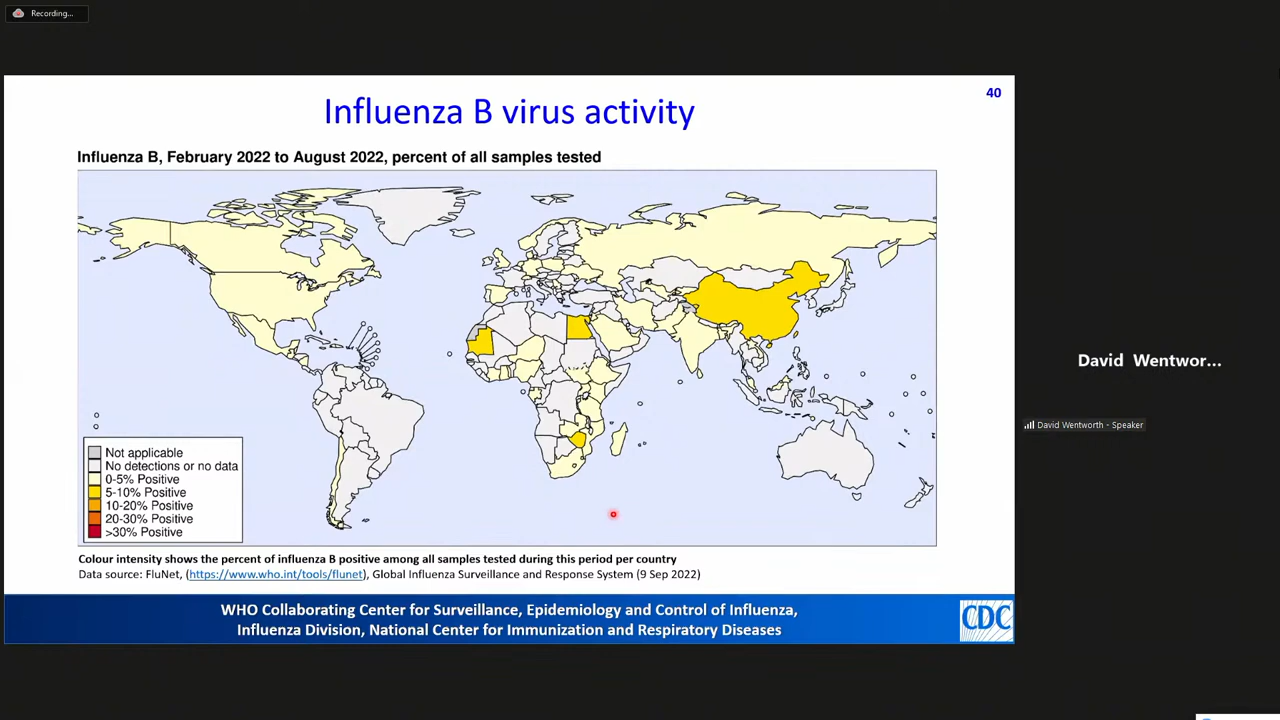 Recording...
40
Influenza B virus activity
Influenza B, February 2022 to August 2022, percent of all samples tested
Not applicable
No detections or no data
0-5% Positive
5-10% Positive
10-20% Positive
20-30% Positive
>30% Positive
Colour intensity shows the percent of influenza B positive among all samples tested during this period per country
Data source: FluNet, (https://www.who.int/tools/flunet), Global Influenza Surveillance and Response System (9 Sep 2022)
WHO Collaborating Center for Surveillance, Epidemiology and Control of Influenza,
Influenza Division, National Center for Immunization and Respiratory Diseases
CDC
David Wentwor...
David Wentworth - Speaker